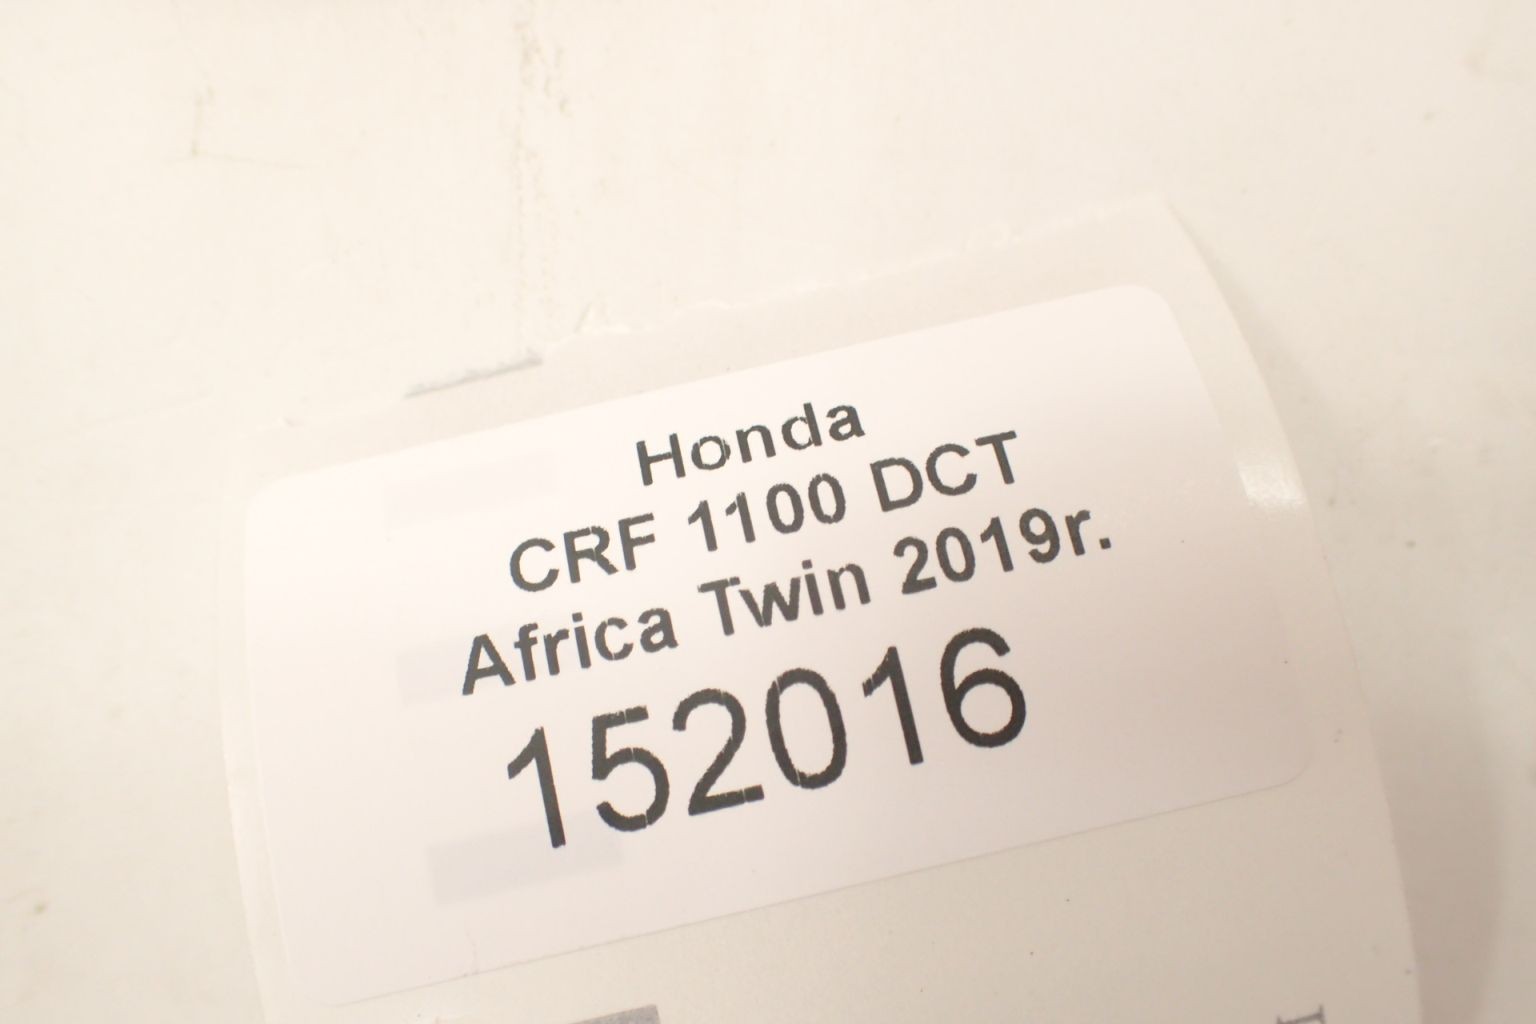 Honda
CRF 1100 DCT
Africa Twin 2019r.
152016